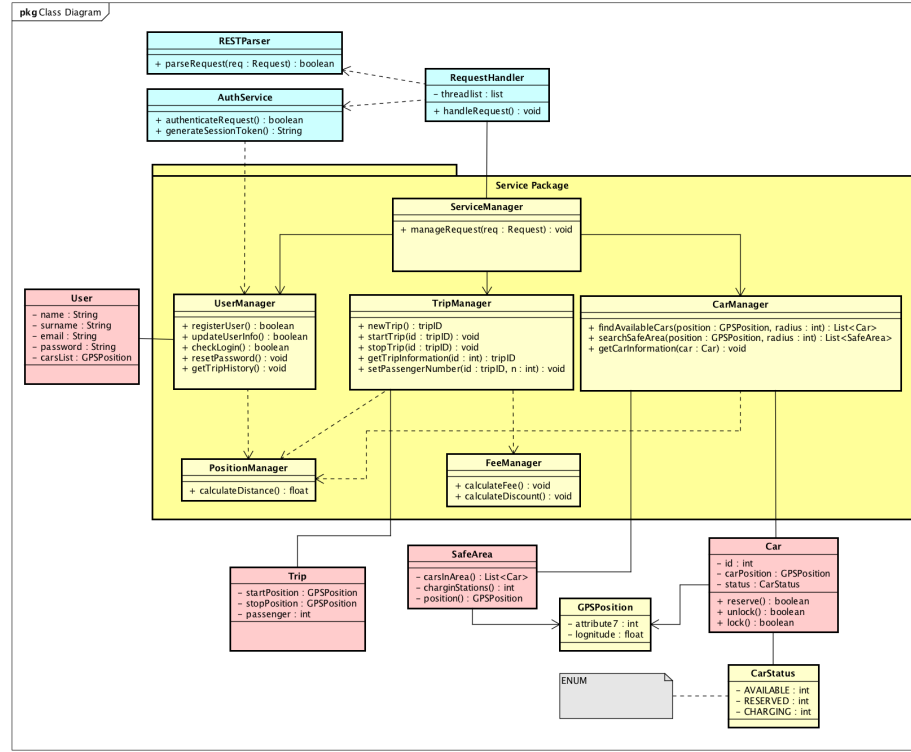 pkg Class Diagram
RESTParser
+ parseRequest(req : Request) : boolean
RequestHandler
– threadlist : list
+ handleRequest() : void
AuthService
+ authenticateRequest() : boolean
+ generateSessionToken() : String
Service Package
ServiceManager
+ manageRequest(req : Request) : void
User
– name : String
– surname : String
– email : String
– password : String
– carsList : GPSPosition
UserManager
+ registerUser() : boolean
+ updateUserInfo() : boolean
+ checkLogin() : boolean
+ resetPassword() : void
+ getTripHistory() : void
TripManager
+ newTrip() : tripID
+ startTrip(id : tripID) : void
+ stopTrip(id : tripID) : void
+ getTripInformation(id : int) : tripID
+ setPassengerNumber(id : tripID, n : int) : void
CarManager
+ findAvailableCars(position : GPSPosition, radius : int) : List<Car>
+ searchSafeArea(position : GPSPosition, radius : int) : List<SafeArea>
+ getCarInformation(car : Car) : void
PositionManager
+ calculateDistance() : float
FeeManager
+ calculateFee() : void
+ calculateDiscount() : void
Trip
– startPosition : GPSPosition
– stopPosition : GPSPosition
– passenger : int
SafeArea
– carsInArea() : List<Car>
– charginStations() : int
– position() : GPSPosition
Car
– id : int
– carPosition : GPSPosition
– status : CarStatus
+ reserve() : boolean
+ unlock() : boolean
+ lock() : boolean
GPSPosition
– attribute7 : int
– lognitude : float
CarStatus
– AVAILABLE : int
– RESERVED : int
– CHARGING : int
ENUM